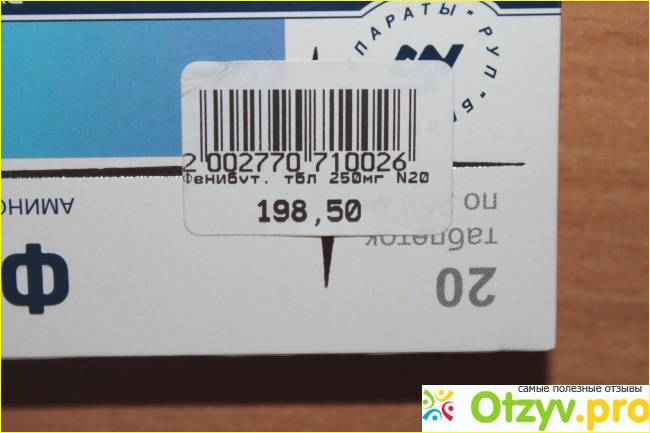 ПАРАТЫ · РУП · Б
2 002770 710026
Фенибут. тбл 250мг N20
198,50
по 250
таблеток
20
АМИНО
Ф
самые полезные отзывы
Otzyv.pro